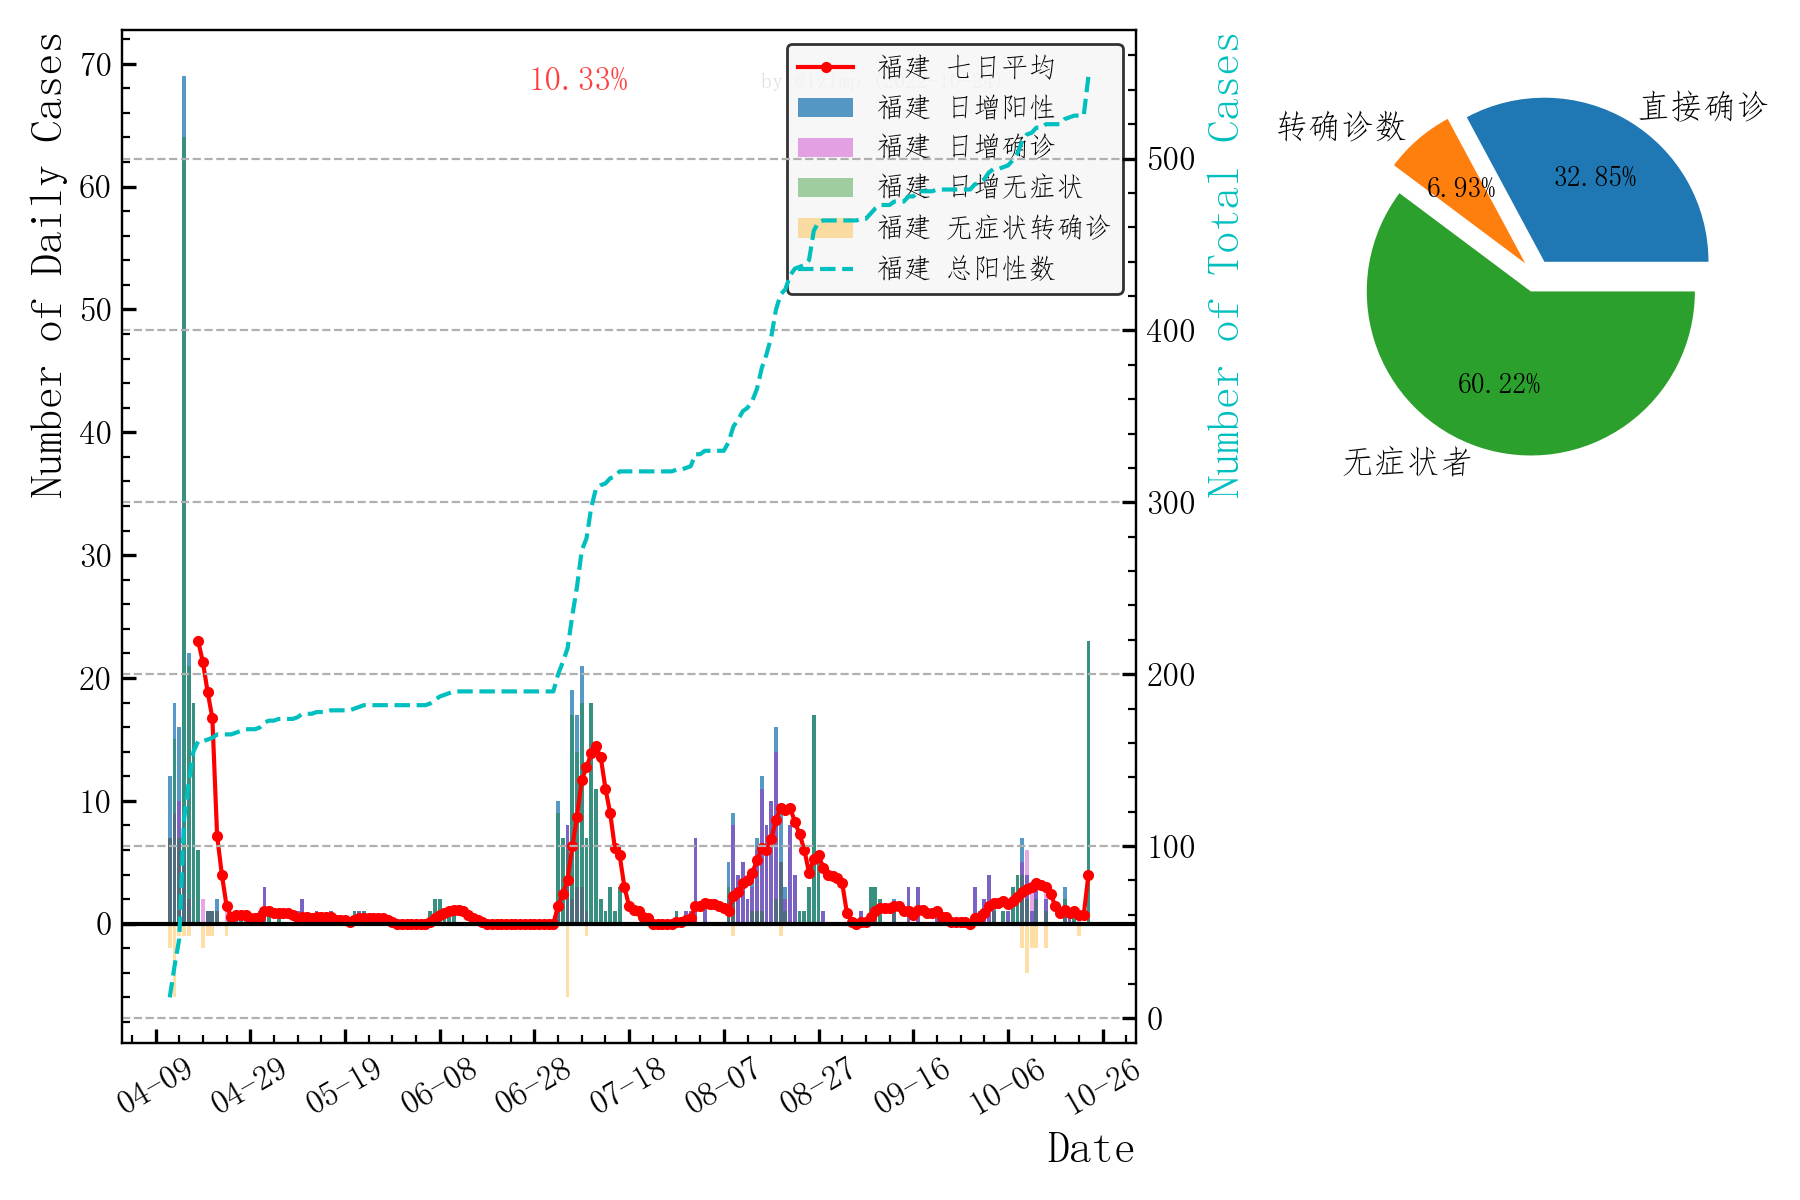 Number of Daily Cases
70
60
50
40
30
20
10
0
10.33%
福建 七日平均
福建 日增阳性
福建 日增确诊
福建 日增无症状
福建 无症状转确诊
福建 总阳性数
500
400
300
200
100
0
Number of Total Cases
04-09
04-29
05-19
06-08
06-28
07-18
08-07
08-27
09-16
10-06
10-26
Date
直接确诊
转确诊数
32.85%
6.93%
60.22%
无症状者